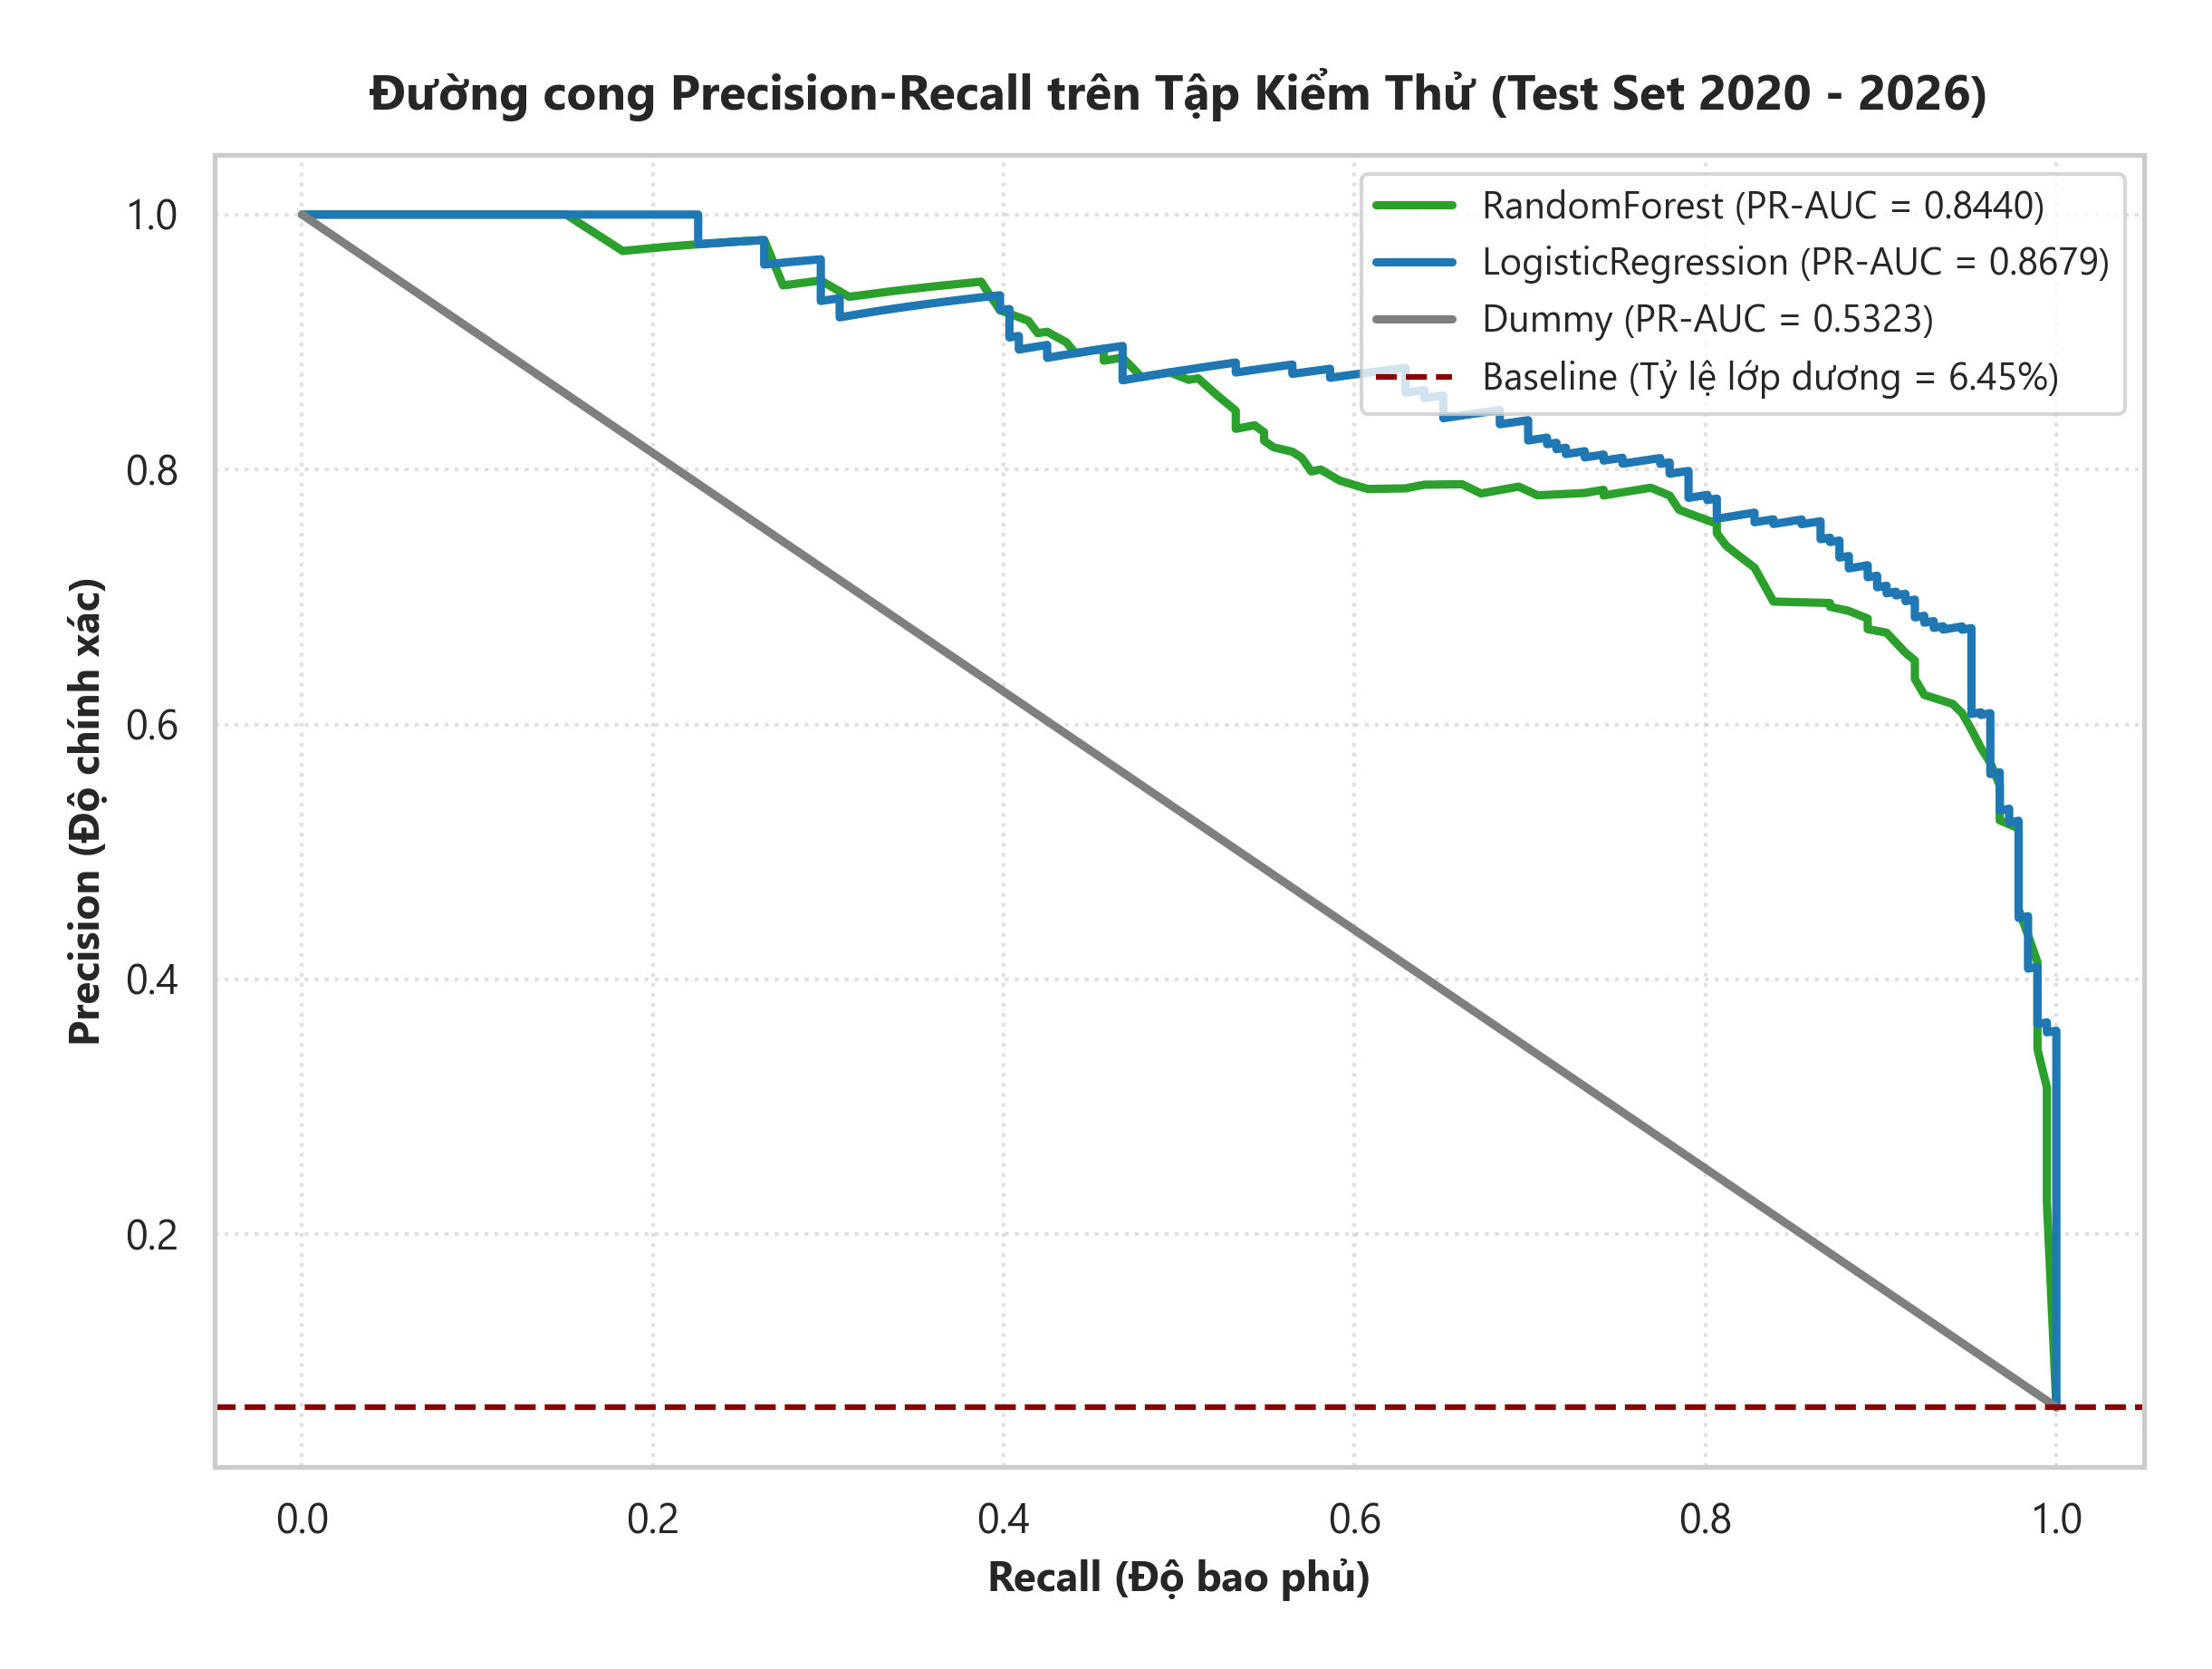 Đường cong Precision-Recall trên Tập Kiểm Thử (Test Set 2020 - 2026)
RandomForest (PR-AUC = 0.8440)
LogisticRegression (PR-AUC = 0.8679)
Dummy (PR-AUC = 0.5323)
Baseline (Tỷ lệ lớp dương = 6.45%)
Precision (Độ chính xác)
1.0
0.8
0.6
0.4
0.2
0.0 0.2 0.4 0.6 0.8 1.0
Recall (Độ bao phủ)